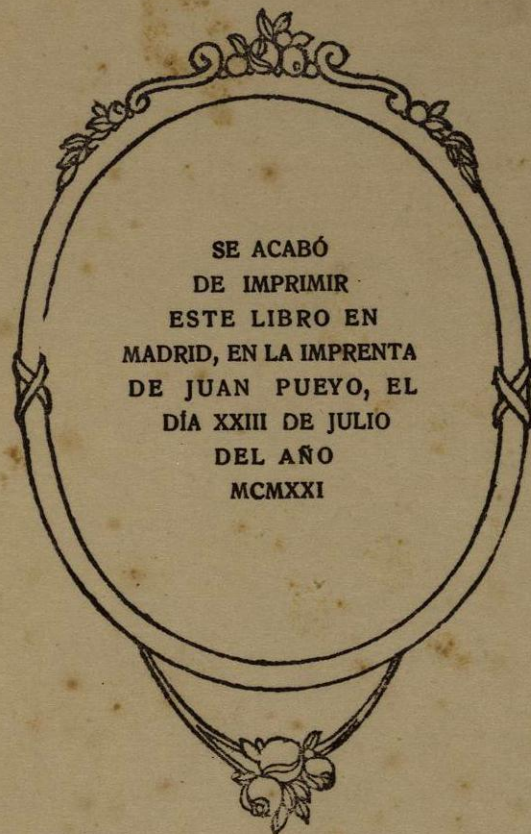 SE ACABÓ
DE IMPRIMIR
ESTE LIBRO EN
MADRID, EN LA IMPRENTA
DE JUAN PUEYO, EL
DÍA XXIII DE JULIO
DEL AÑO
MCMXXI